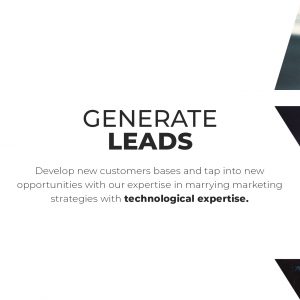 GENERATE
LEADS
Develop new customers bases and tap into new
opportunities with our expertise in marrying marketing
strategies with technological expertise.